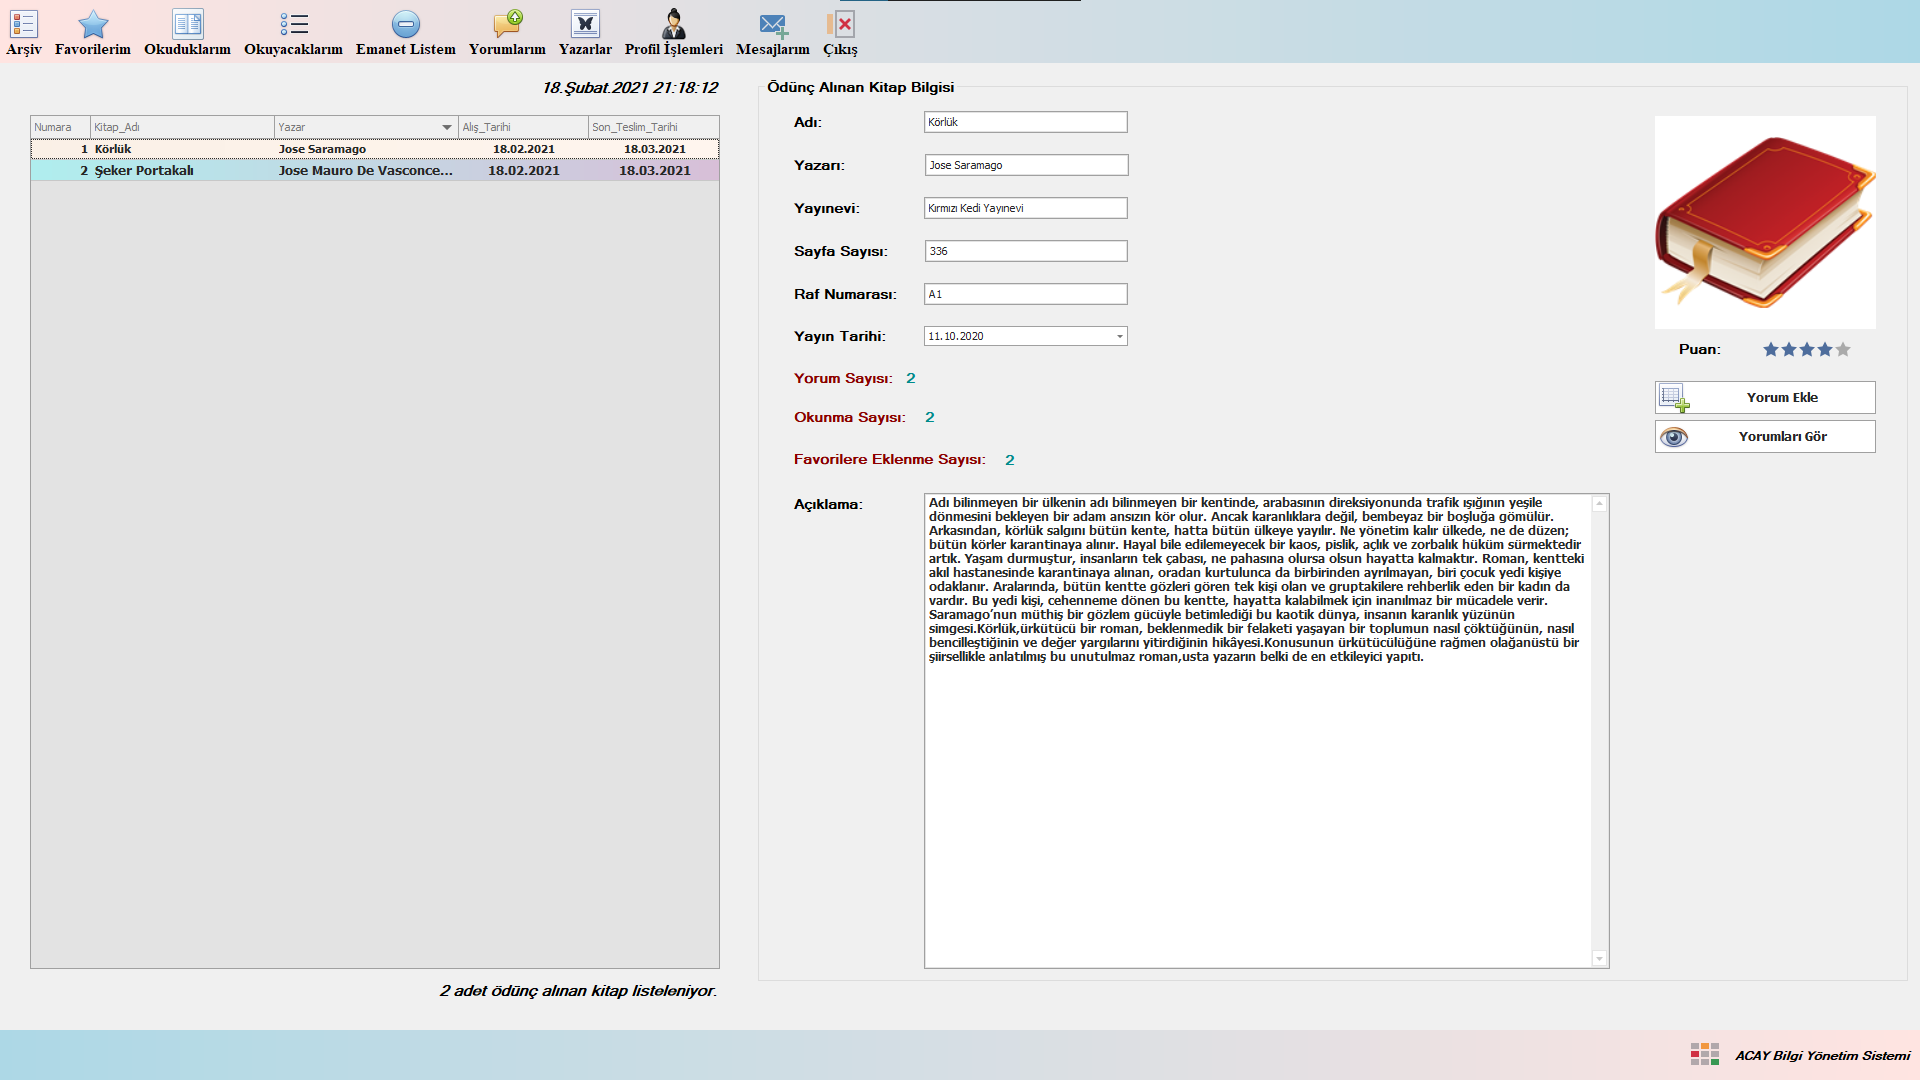 Arşiv Favorilerim Okuduklarım Okuyacaklarım Emanet Listem Yorumlarım Yazarlar Profil İşlemleri Mesajlarım Çıkış
18.Şubat.2021 21:18:12
Numara Kitap_Adı Yazar Alış_Tarihi Son_Teslim_Tarihi
1 Körlük Jose Saramago 18.02.2021 18.03.2021
2 Şeker Portakalı Jose Mauro De Vasconce... 18.02.2021 18.03.2021
2 adet ödünç alınan kitap listeleniyor.
Ödünç Alınan Kitap Bilgisi
Adı: Körlük
Yazarı: Jose Saramago
Yayınevi: Kırmızı Kedi Yayınevi
Sayfa Sayısı: 336
Raf Numarası: A1
Yayın Tarihi: 11.10.2020
Yorum Sayısı: 2
Okunma Sayısı: 2
Favorilere Eklenme Sayısı: 2
Puan:
Yorum Ekle
Yorumları Gör
Açıklama:
Adı bilinmeyen bir ülkenin adı bilinmeyen bir kentinde, arabasının direksiyonunda trafik ışığının yeşile
dönmesini bekleyen bir adam ansızın kör olur. Ancak karanlıklara değil, bembeyaz bir boşluğa gömülür.
Arkasından, körlük salgını bütün kente, hatta bütün ülkeye yayılır. Ne yönetim kalır ülkede, ne de düzen;
bütün körler karantinaya alınır. Hayal bile edilemeyecek bir kaos, pislik, açlık ve zorbalık hüküm sürmektedir
artık. Yaşam durmuştur, insanların tek çabası, ne pahasına olursa olsun hayatta kalmaktır. Roman, kentteki
akıl hastanesinde karantinaya alınan, oradan kurtulunca da birbirinden ayrılmayan, biri çocuk yedi kişiye
odaklanır. Aralarında, bütün kentte gözleri gören tek kişi olan ve gruptakilere rehberlik eden bir kadın da
vardır. Bu yedi kişi, cehenneme dönen bu kentte, hayatta kalabilmek için inanılmaz bir mücadele verir.
Saramago’nun müthiş bir gözlem gücüyle betimlediği bu kaotik dünya, insanın karanlık yüzünün
simgesi.Körlük,ürkütücü bir roman, beklenmedik bir felaketi yaşayan bir toplumun nasıl çöktüğünün, nasıl
bencilleştiğinin ve değer yargılarını yitirdiğinin hikâyesi.Konusunun ürkütücülüğüne rağmen olağanüstü bir
şiirsellikle anlatılmış bu unutulmaz roman,usta yazarın belki de en etkileyici yapıtı.
ACAY Bilgi Yönetim Sistemi